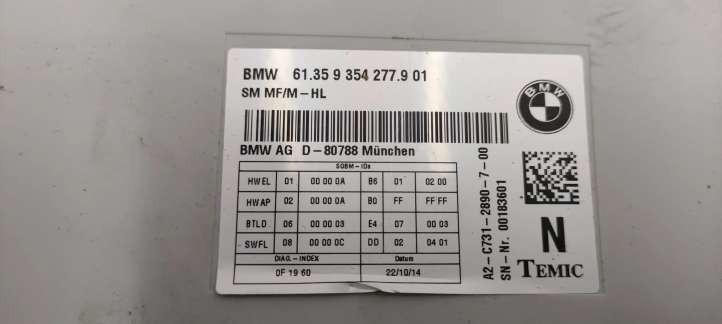 BMW 61.35 9 354 277.9 01
SM MF/M-HL
BMW
BMW AG D-80788 München
SGBM-IDs
HWEL 01 00 00 0A B6 01 02 00
HWAP 02 00 00 0A B0 FF FF FF
BTLD 06 00 00 03 E4 07 00 03
SWFL 08 00 00 0C DD 02 04 01
DIAG.-INDEX Datum
0F 19 60 22/10/14
A2-C731-2890-7-00
SN-Nr. 00183601
N
TEMIC